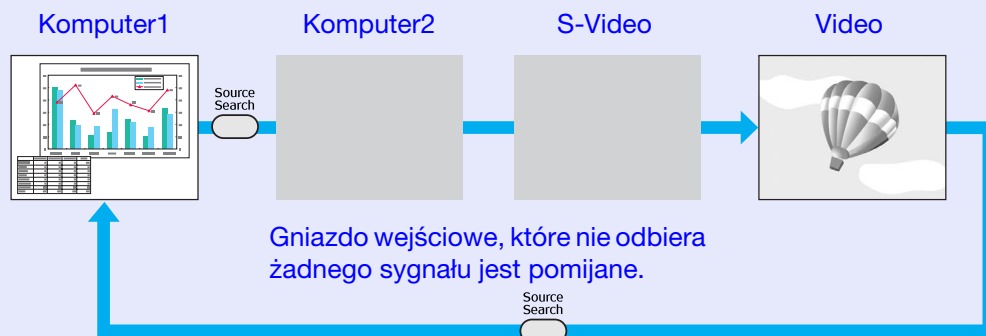 Komputer1
Komputer2
S-Video
Video
Source
Search
Gniazdo wejściowe, które nie odbiera
żadnego sygnału jest pomijane.
Source
Search